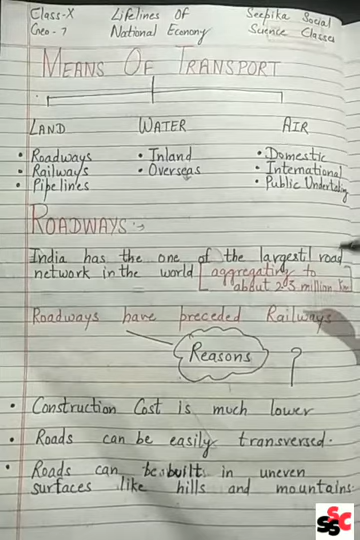 Class-X Lifelines Of Seepika Social
Geo-7 National Economy Science Classes
MEANS OF TRANSPORT
LAND WATER AIR
• Roadways • Inland • Domestic
• Railways • Overseas • International
• Pipelines • Public Undertaking
ROADWAYS:→
India has the one of the largest road
network in the world [aggregating to
about 2.3 million km]
Roadways have preceded Railways
Reasons ?
• Construction Cost is much lower
• Roads can be easily transversed.
• Roads can be built in uneven
surfaces like hills and mountains.
SSSC